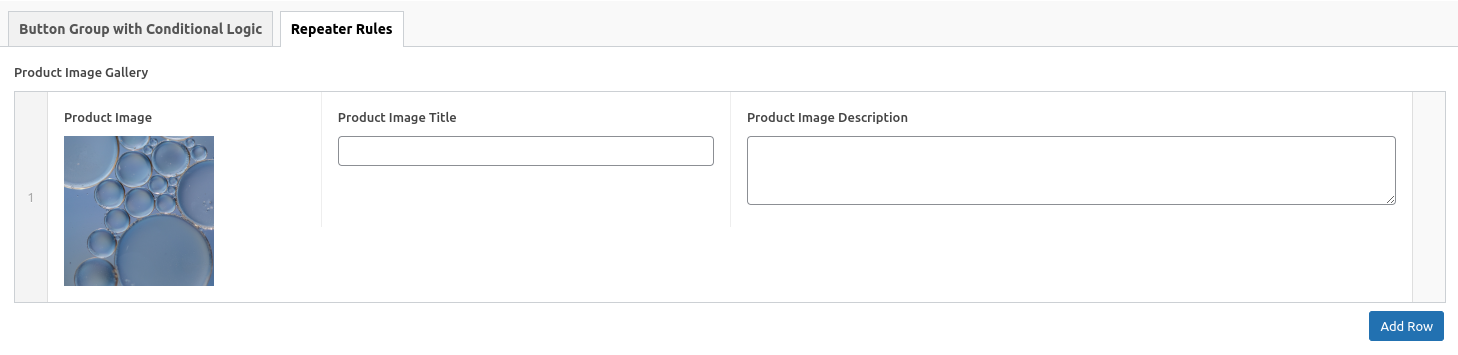 Button Group with Conditional Logic Repeater Rules
Product Image Gallery
Product Image Product Image Title Product Image Description
1
Add Row